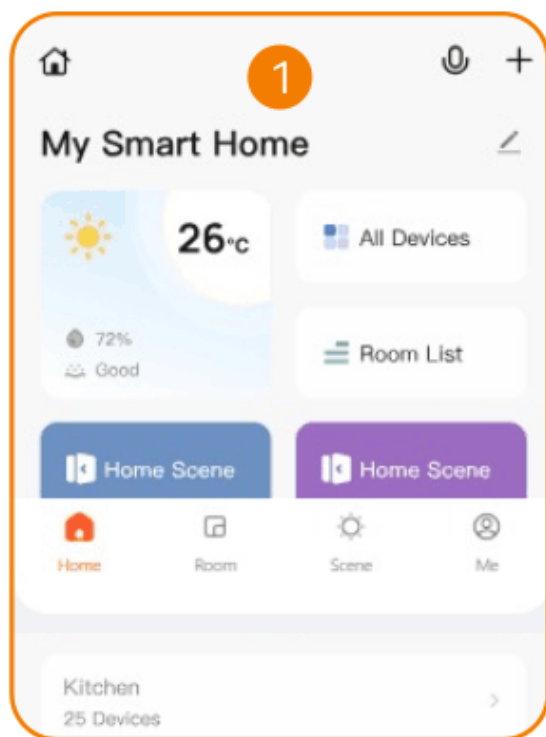 1
My Smart Home
26°c
All Devices
72%
Good
Room List
Home Scene
Home Scene
Home
Room
Scene
Me
Kitchen
25 Devices